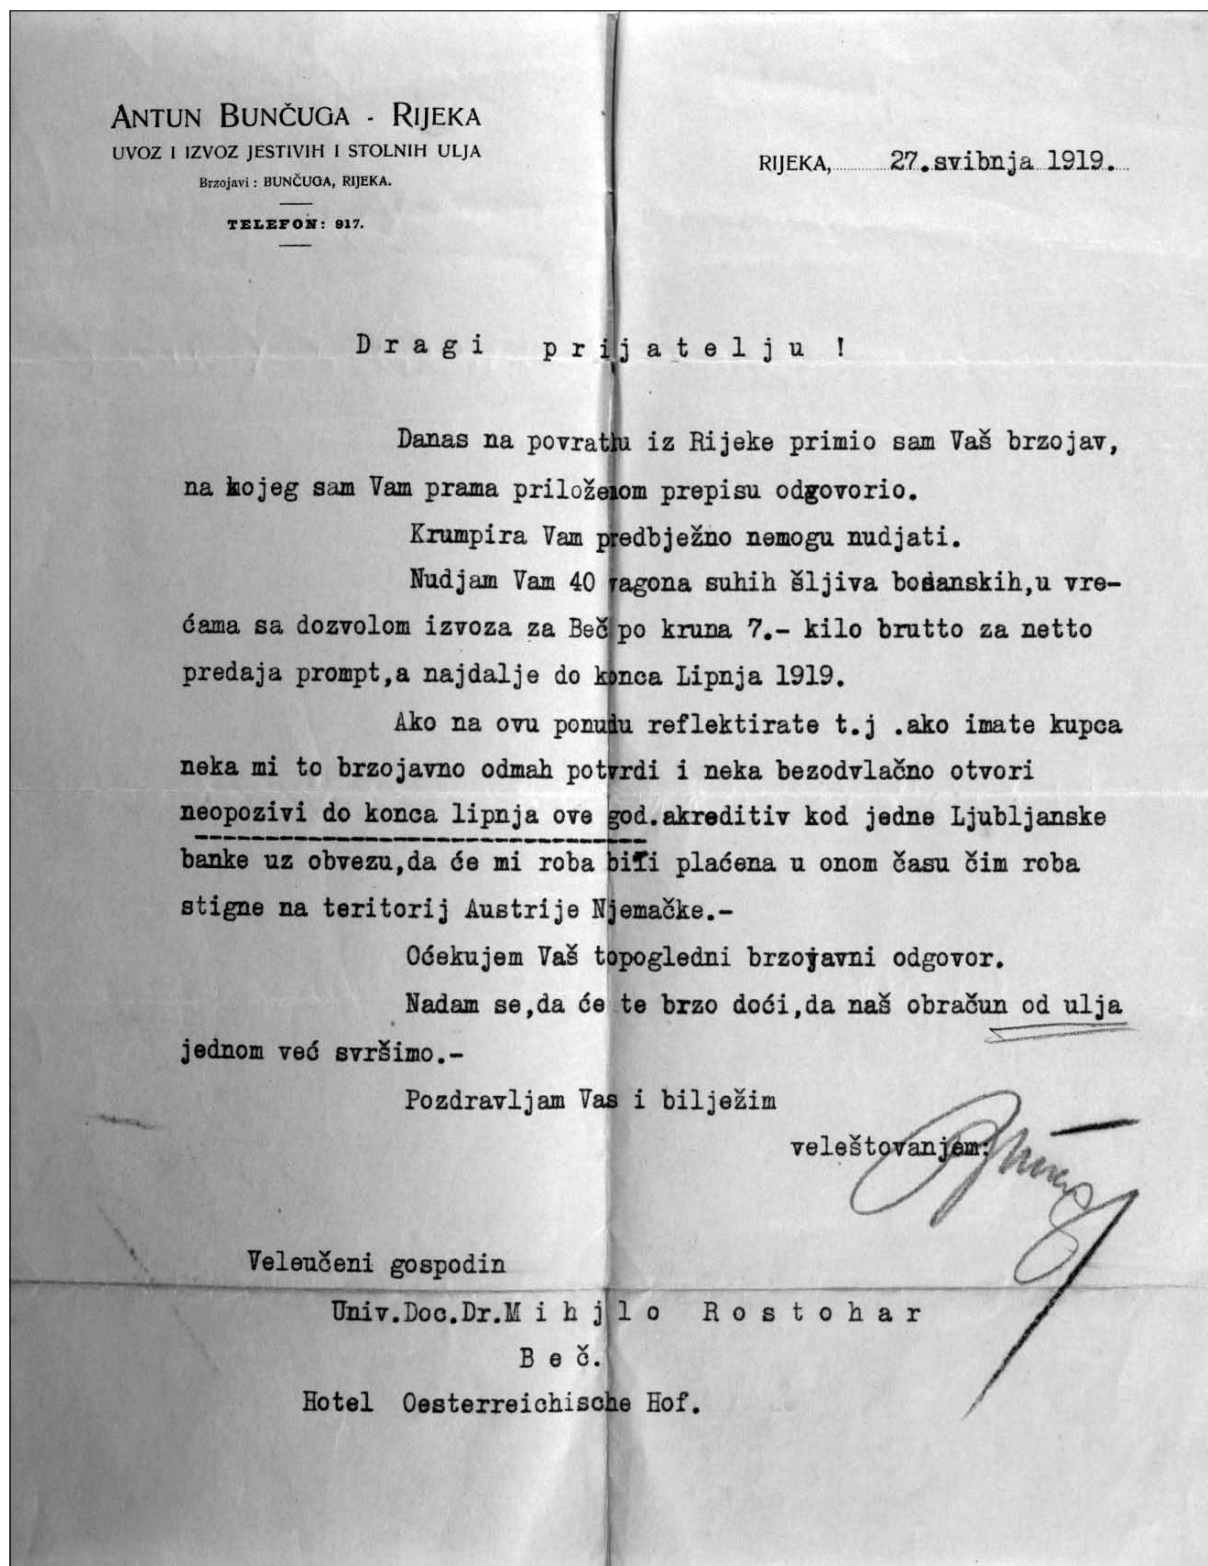 ANTUN BUNČUGA - RIJEKA
UVOZ I IZVOZ JESTIVIH I STOLNIH ULJA
Brzojavi : BUNČUGA, RIJEKA.
TELEFON: 917.
RIJEKA, 27.svibnja 1919.
Dragi prijatelju !
Danas na povratku iz Rijeke primio sam Vaš brzojav,
na kojeg sam Vam prama priloženom prepisu odgovorio.
Krumpira Vam predbježno nemogu nudjati.
Nudjam Vam 40 vagona suhih šljiva bosanskih,u vre-
ćama sa dozvolom izvoza za Beč po kruna 7.- kilo brutto za netto
predaja prompt,a najdalje do konca Lipnja 1919.
Ako na ovu ponudu reflektirate t.j .ako imate kupca
neka mi to brzojavno odmah potvrdi i neka bezodvlačno otvori
neopozivi do konca lipnja ove god.akreditiv kod jedne Ljubljanske
banke uz obvezu,da će mi roba biti plaćena u onom času čim roba
stigne na teritorij Austrije Njemačke.-
Oćekujem Vaš topogledni brzojavni odgovor.
Nadam se,da će te brzo doći,da naš obračun od ulja
jednom već svršimo.-
Pozdravljam Vas i bilježim
veleštovanjem:
Veleučeni gospodin
Univ.Doc.Dr.Mihjlo Rostohar
Beč.
Hotel Oesterreichische Hof.